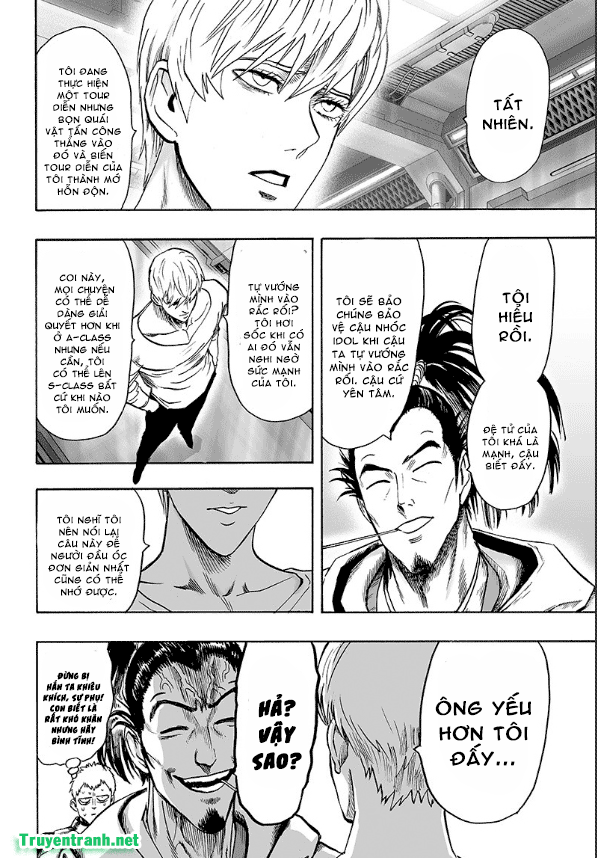 TẤT
NHIÊN.
TÔI ĐANG
THỰC HIỆN
MỘT TOUR
DIỄN NHƯNG
BỌN QUÁI
VẬT TẤN CÔNG
THẲNG VÀO
ĐÓ VÀ BIẾN
TOUR DIỄN CỦA
TÔI THÀNH MỚ
HỖN ĐỘN.
TÔI
HIỂU
RỒI.
ĐỆ TỬ CỦA
TÔI KHÁ LÀ
MẠNH, CẬU
BIẾT ĐẤY.
TÔI SẼ BẢO
CHÚNG BẢO
VỆ CẬU NHÓC
IDOL KHI CẬU
TA TỰ VƯỚNG
MÌNH VÀO RẮC
RỐI. CẬU CỨ
YÊN TÂM.
TỰ VƯỚNG
MÌNH VÀO
RẮC RỐI?
TÔI HƠI
SỐC KHI CÓ
AI ĐÓ VẪN
NGHI NGỜ
SỨC MẠNH
CỦA TÔI.
COI NÀY,
MỌI CHUYỆN
CÓ THỂ DỄ
DÀNG GIẢI
QUYẾT HƠN KHI
Ở A-CLASS
NHƯNG NẾU
CẦN, TÔI
CÓ THỂ LÊN
S-CLASS BẤT
CỨ KHI NÀO
TÔI MUỐN.
TÔI NGHĨ TÔI
NÊN NÓI LẠI
CÂU NÀY ĐỂ
NGƯỜI ĐẦU ÓC
ĐƠN GIẢN NHẤT
CŨNG CÓ THỂ
NHỚ ĐƯỢC.
ÔNG YẾU
HƠN TÔI
ĐẤY...
HẢ?
VẬY
SAO?
ĐỪNG BỊ
HẮN TA KHIÊU
KHÍCH, SƯ PHỤ!
CON BIẾT LÀ
RẤT KHÓ KHĂN
NHƯNG HÃY
BÌNH TĨNH!
Truyentranh.net